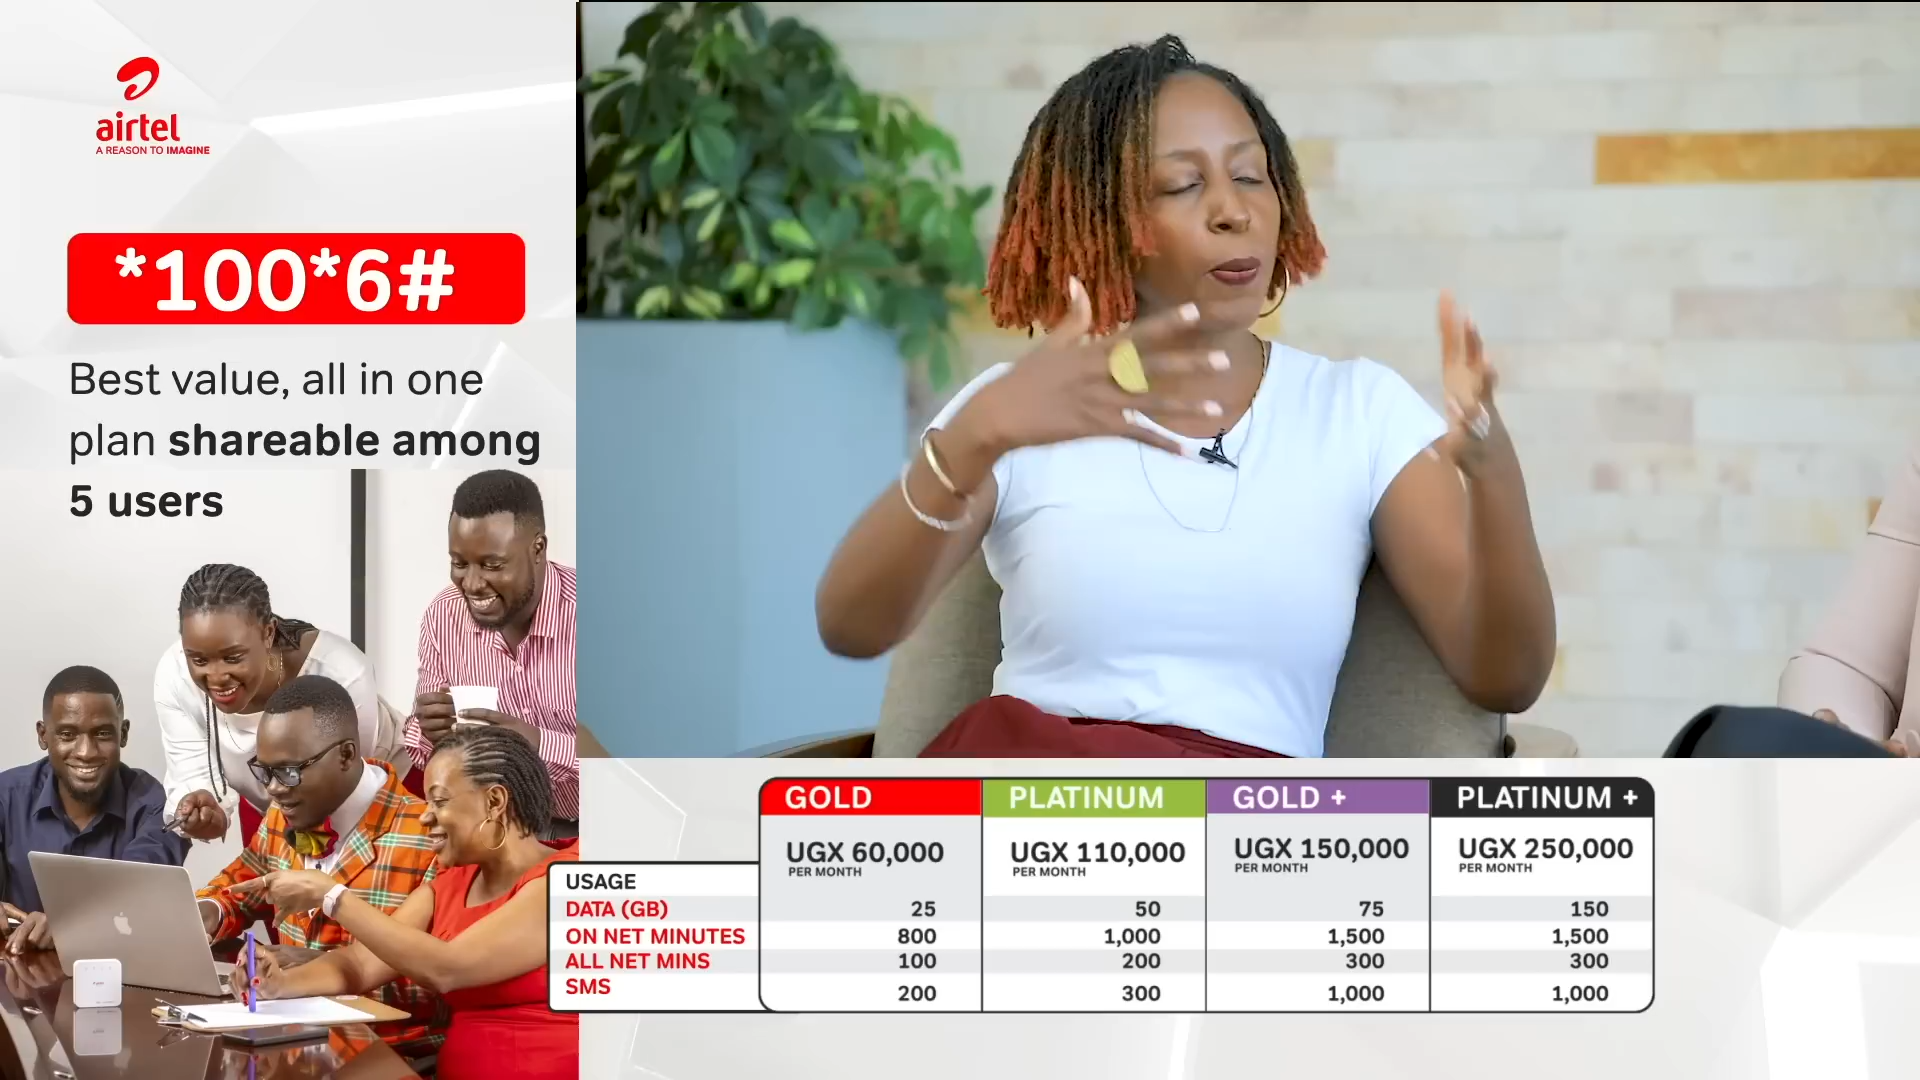 airtel
A REASON TO IMAGINE
*100*6#
Best value, all in one
plan shareable among
5 users
GOLD PLATINUM GOLD + PLATINUM +
UGX 60,000 UGX 110,000 UGX 150,000 UGX 250,000
PER MONTH PER MONTH PER MONTH PER MONTH
USAGE
DATA (GB) 25 50 75 150
ON NET MINUTES 800 1,000 1,500 1,500
ALL NET MINS 100 200 300 300
SMS 200 300 1,000 1,000